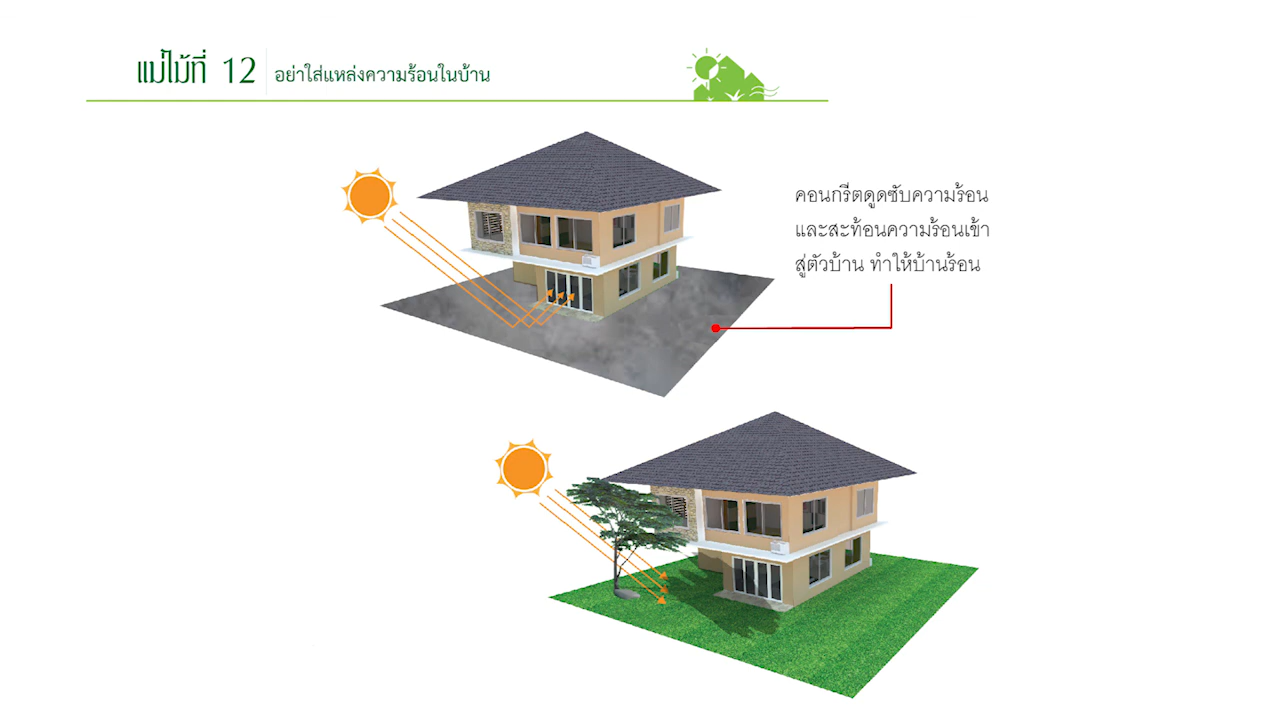 แม่ไม้ที่ 12
อย่าใส่แหล่งความร้อนในบ้าน
คอนกรีตดูดซับความร้อน
และสะท้อนความร้อนเข้า
สู่ตัวบ้าน ทำให้บ้านร้อน